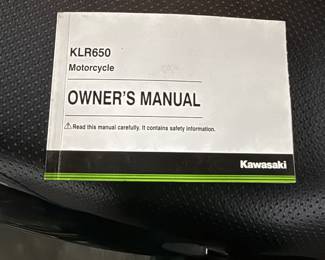 KLR650
Motorcycle
OWNER'S MANUAL
⚠Read this manual carefully. It contains safety information.
Kawasaki